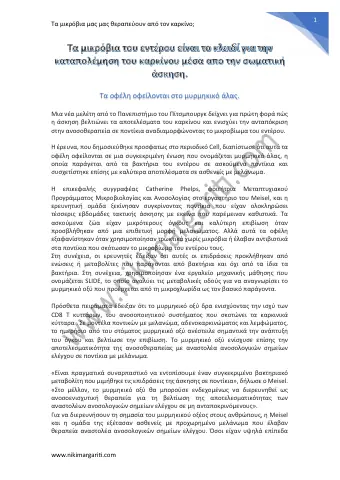 Τα μικρόβια μας μας θεραπεύουν από τον καρκίνο;
1
Τα μικρόβια του εντέρου είναι το κλειδί για την
καταπολέμηση του καρκίνου μέσα απο την σωματική
άσκηση.
Τα οφέλη οφείλονται στο μυρμηκικό άλας.
Μια νέα μελέτη από το Πανεπιστήμιο του Πίτσμπουργκ δείχνει για πρώτη φορά πώς
η άσκηση βελτιώνει τα αποτελέσματα του καρκίνου και ενισχύει την ανταπόκριση
στην ανοσοθεραπεία σε ποντίκια αναδιαμορφώνοντας το μικροβίωμα του εντέρου.
Η έρευνα, που δημοσιεύθηκε προσφατως στο περιοδικό Cell, διαπίστωσε ότι αυτά τα
οφέλη οφείλονται σε μια συγκεκριμένη ένωση που ονομάζεται μυρμηκικό άλας, η
οποία παράγεται από τα βακτήρια του εντέρου σε ασκούμενα ποντίκια και
συσχετίστηκε επίσης με καλύτερα αποτελέσματα σε ασθενείς με μελάνωμα.
Η επικεφαλής συγγραφέας Catherine Phelps, φοιτήτρια Μεταπτυχιακού
Προγράμματος Μικροβιολογίας και Ανοσολογίας στο εργαστήριο του Meisel, και η
ερευνητική ομάδα ξεκίνησαν συγκρίνοντας ποντίκια που είχαν ολοκληρώσει
τέσσερις εβδομάδες τακτικής άσκησης με εκείνα που παρέμειναν καθιστικά. Τα
ασκούμενα ζώα είχαν μικρότερους όγκους και καλύτερη επιβίωση όταν
προσβλήθηκαν από μια επιθετική μορφή μελανώματος. Αλλά αυτά τα οφέλη
εξαφανίστηκαν όταν χρησιμοποίησαν τρωκτικά χωρίς μικρόβια ή έλαβαν αντιβιοτικά
στα ποντίκια που σκότωσαν το μικροβίωμα του εντέρου τους.
Στη συνέχεια, οι ερευνητές έδειξαν ότι αυτές οι επιδράσεις προκλήθηκαν από
ενώσεις ή μεταβολίτες που παράγονται από βακτήρια και όχι από τα ίδια τα
βακτήρια. Στη συνέχεια, χρησιμοποίησαν ένα εργαλείο μηχανικής μάθησης που
ονομάζεται SLIDE, το οποίο αναλύει τις μεταβολικές οδούς για να αναγνωρίσει το
μυρμηκικό οξύ που προέρχεται από τη μικροχλωρίδα ως τον βασικό παράγοντα.
Πρόσθετα πειράματα έδειξαν ότι το μυρμηκικό οξύ δρα ενισχύοντας την ισχύ των
CD8 T κυττάρων, του ανοσοποιητικού συστήματος που σκοτώνει τα καρκινικά
κύτταρα. Σε μοντέλα ποντικών με μελάνωμα, αδενοκαρκινώματος και λεμφώματος,
το ημερήσιο από του στόματος μυρμηκικό οξύ ανέστειλε σημαντικά την ανάπτυξη
του όγκου και βελτίωσε την επιβίωση. Το μυρμηκικό οξύ ενίσχυσε επίσης την
αποτελεσματικότητα της ανοσοθεραπείας με αναστολέα ανοσολογικών σημείων
ελέγχου σε ποντίκια με μελάνωμα.
«Είναι πραγματικά συναρπαστικό να εντοπίσουμε έναν συγκεκριμένο βακτηριακό
μεταβολίτη που μιμήθηκε τις επιδράσεις της άσκησης σε ποντίκια», δήλωσε ο Meisel.
«Στο μέλλον, το μυρμηκικό οξύ θα μπορούσε ενδεχομένως να διερευνηθεί ως
ανοσοενισχυτική θεραπεία για τη βελτίωση της αποτελεσματικότητας των
αναστολέων ανοσολογικών σημείων ελέγχου σε μη ανταποκρινόμενους».
Για να διερευνήσουν τη σημασία του μυρμηκικού οξέος στους ανθρώπους, η Meisel
και η ομάδα της εξέτασαν ασθενείς με προχωρημένο μελάνωμα που έλαβαν
θεραπεία αναστολέα ανοσολογικών σημείων ελέγχου. Όσοι είχαν υψηλά επίπεδα
www.nikimargariti.com
www.nikimargariti.com